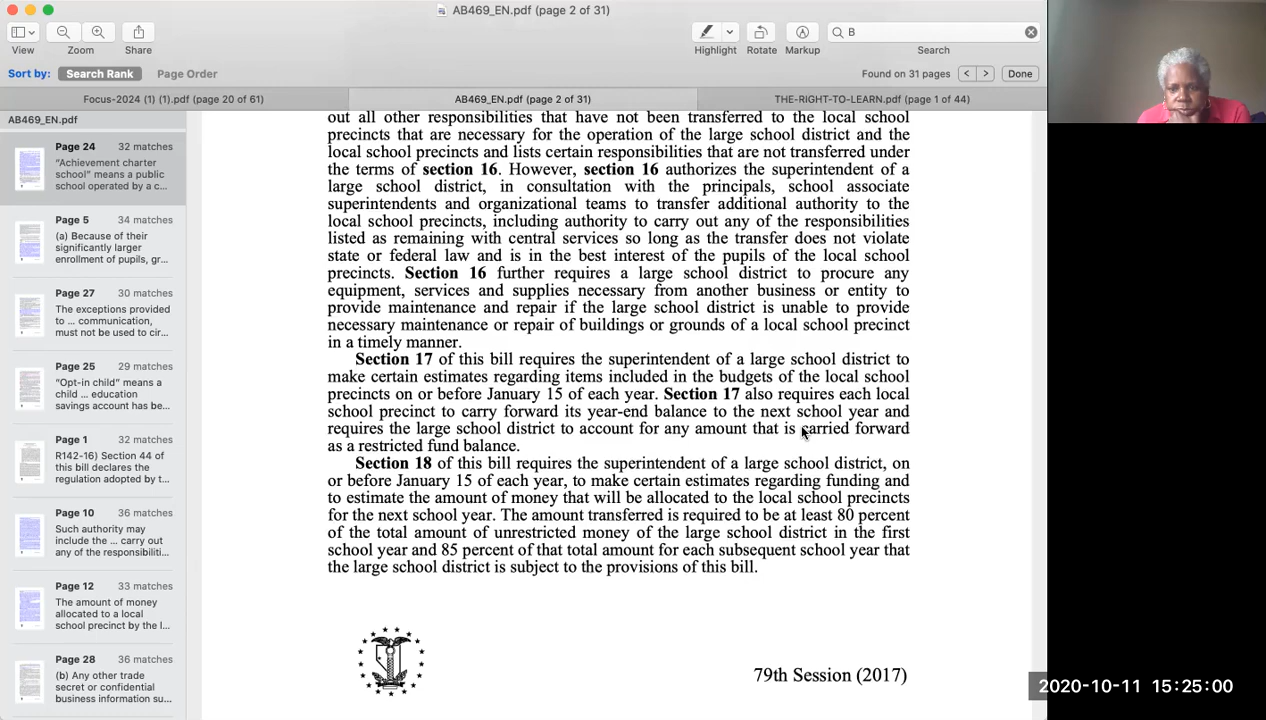 AB469_EN.pdf (page 2 of 31)
View
Zoom
Share
Highlight
Rotate
Markup
B
Search
Sort by:
Search Rank
Page Order
Found on 31 pages
Done
Focus-2024 (1) (1).pdf (page 20 of 61)
AB469_EN.pdf (page 2 of 31)
THE-RIGHT-TO-LEARN.pdf (page 1 of 44)
AB469_EN.pdf
Page 24 32 matches
“Achievement charter
school” means a public
school operated by a c...
Page 5 34 matches
(a) Because of their
significantly larger
enrollment of pupils, gr...
Page 27 30 matches
The exceptions provided
to ... communication,
must not be used to cir...
Page 25 29 matches
“Opt-in child” means a
child ... education
savings account has be...
Page 1 32 matches
R142-16) Section 44 of
this bill declares the
regulation adopted by t...
Page 10 36 matches
Such authority may
include the ... carry out
any of the responsibiliti...
Page 12 33 matches
The amount of money
allocated to a local
school precinct by the l...
Page 28 36 matches
(b) Any other trade
secret or confidential
business information su...
out all other responsibilities that have not been transferred to the local school
precincts that are necessary for the operation of the large school district and the
local school precincts and lists certain responsibilities that are not transferred under
the terms of section 16. However, section 16 authorizes the superintendent of a
large school district, in consultation with the principals, school associate
superintendents and organizational teams to transfer additional authority to the
local school precincts, including authority to carry out any of the responsibilities
listed as remaining with central services so long as the transfer does not violate
state or federal law and is in the best interest of the pupils of the local school
precincts. Section 16 further requires a large school district to procure any
equipment, services and supplies necessary from another business or entity to
provide maintenance and repair if the large school district is unable to provide
necessary maintenance or repair of buildings or grounds of a local school precinct
in a timely manner.
Section 17 of this bill requires the superintendent of a large school district to
make certain estimates regarding items included in the budgets of the local school
precincts on or before January 15 of each year. Section 17 also requires each local
school precinct to carry forward its year-end balance to the next school year and
requires the large school district to account for any amount that is carried forward
as a restricted fund balance.
Section 18 of this bill requires the superintendent of a large school district, on
or before January 15 of each year, to make certain estimates regarding funding and
to estimate the amount of money that will be allocated to the local school precincts
for the next school year. The amount transferred is required to be at least 80 percent
of the total amount of unrestricted money of the large school district in the first
school year and 85 percent of that total amount for each subsequent school year that
the large school district is subject to the provisions of this bill.
79th Session (2017)
2020-10-11 15:25:00